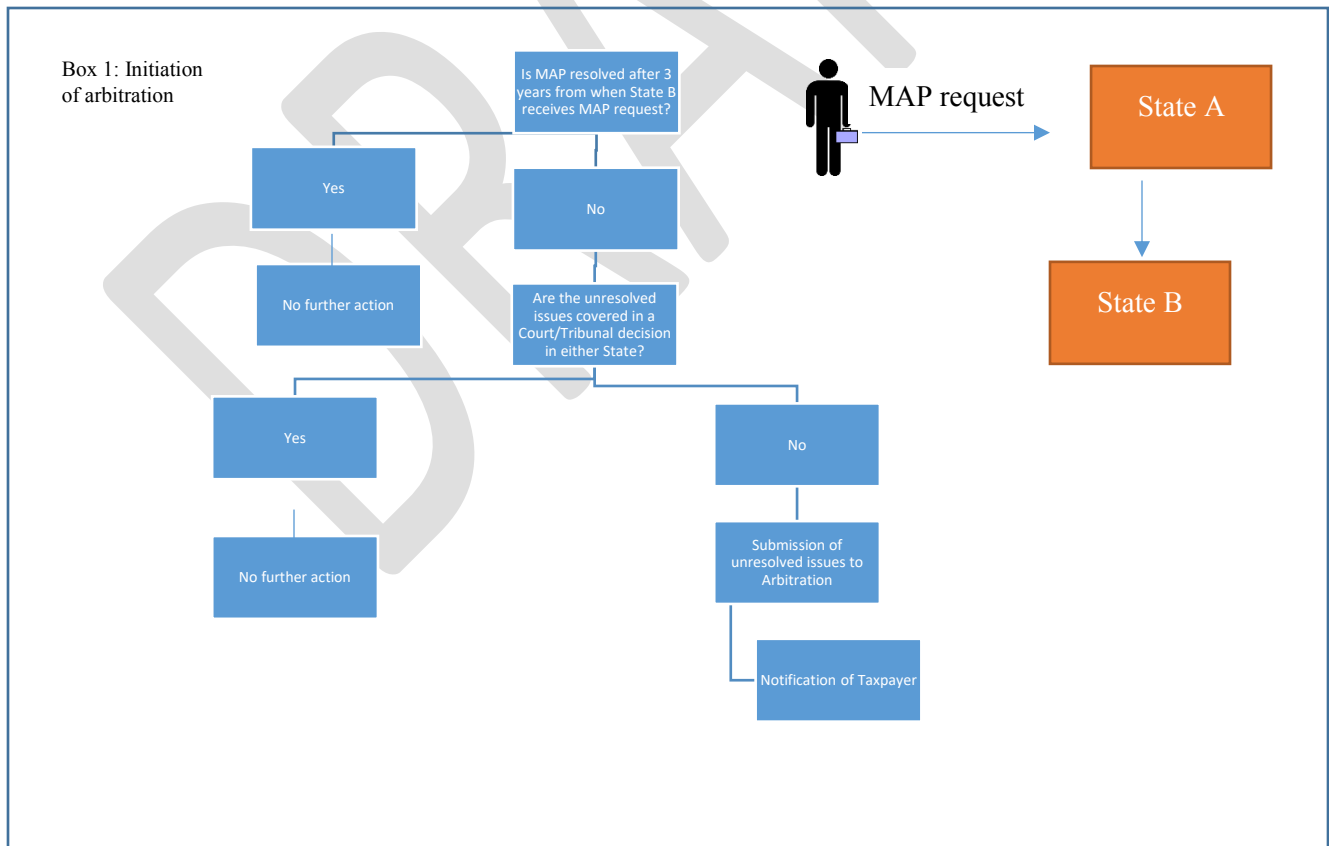 Box 1: Initiation
of arbitration
Is MAP resolved after 3
years from when State B
receives MAP request?
MAP request
State A
Yes
No
State B
No further action
Are the unresolved
issues covered in a
Court/Tribunal decision
in either State?
Yes
No
No further action
Submission of
unresolved issues to
Arbitration
Notification of Taxpayer
DRA